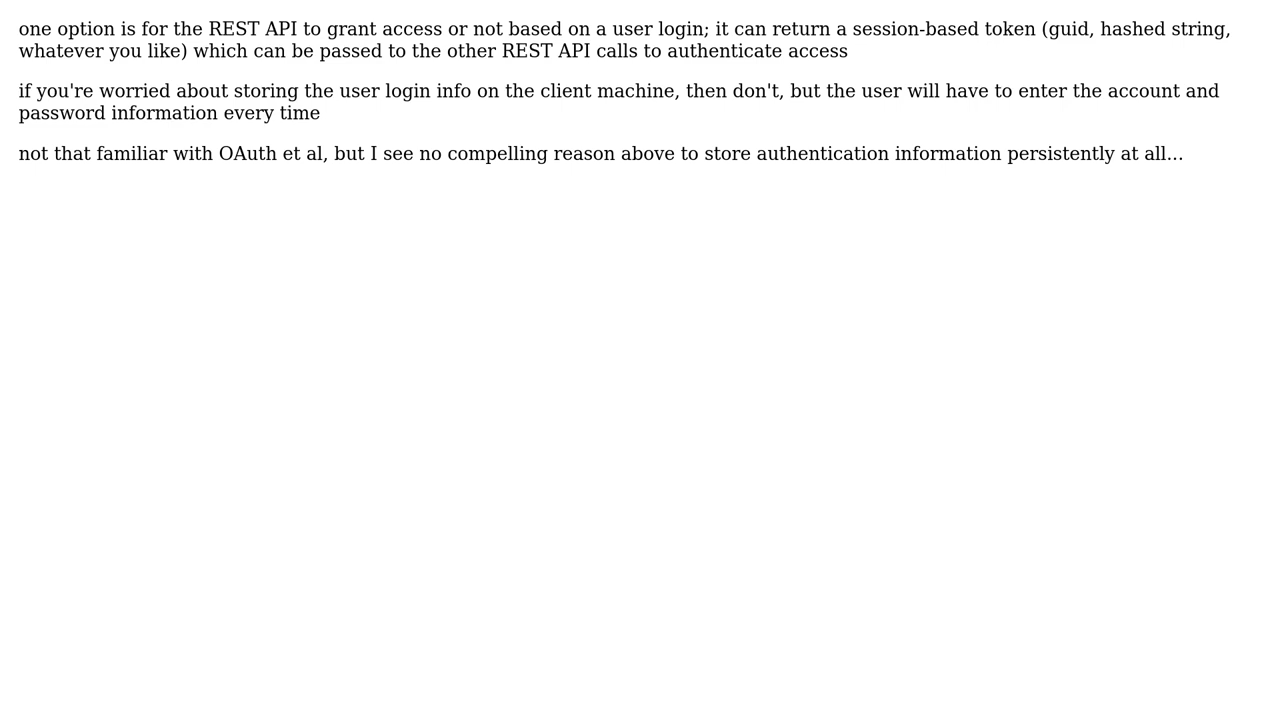 one option is for the REST API to grant access or not based on a user login; it can return a session-based token (guid, hashed string,
whatever you like) which can be passed to the other REST API calls to authenticate access
if you're worried about storing the user login info on the client machine, then don't, but the user will have to enter the account and
password information every time
not that familiar with OAuth et al, but I see no compelling reason above to store authentication information persistently at all...